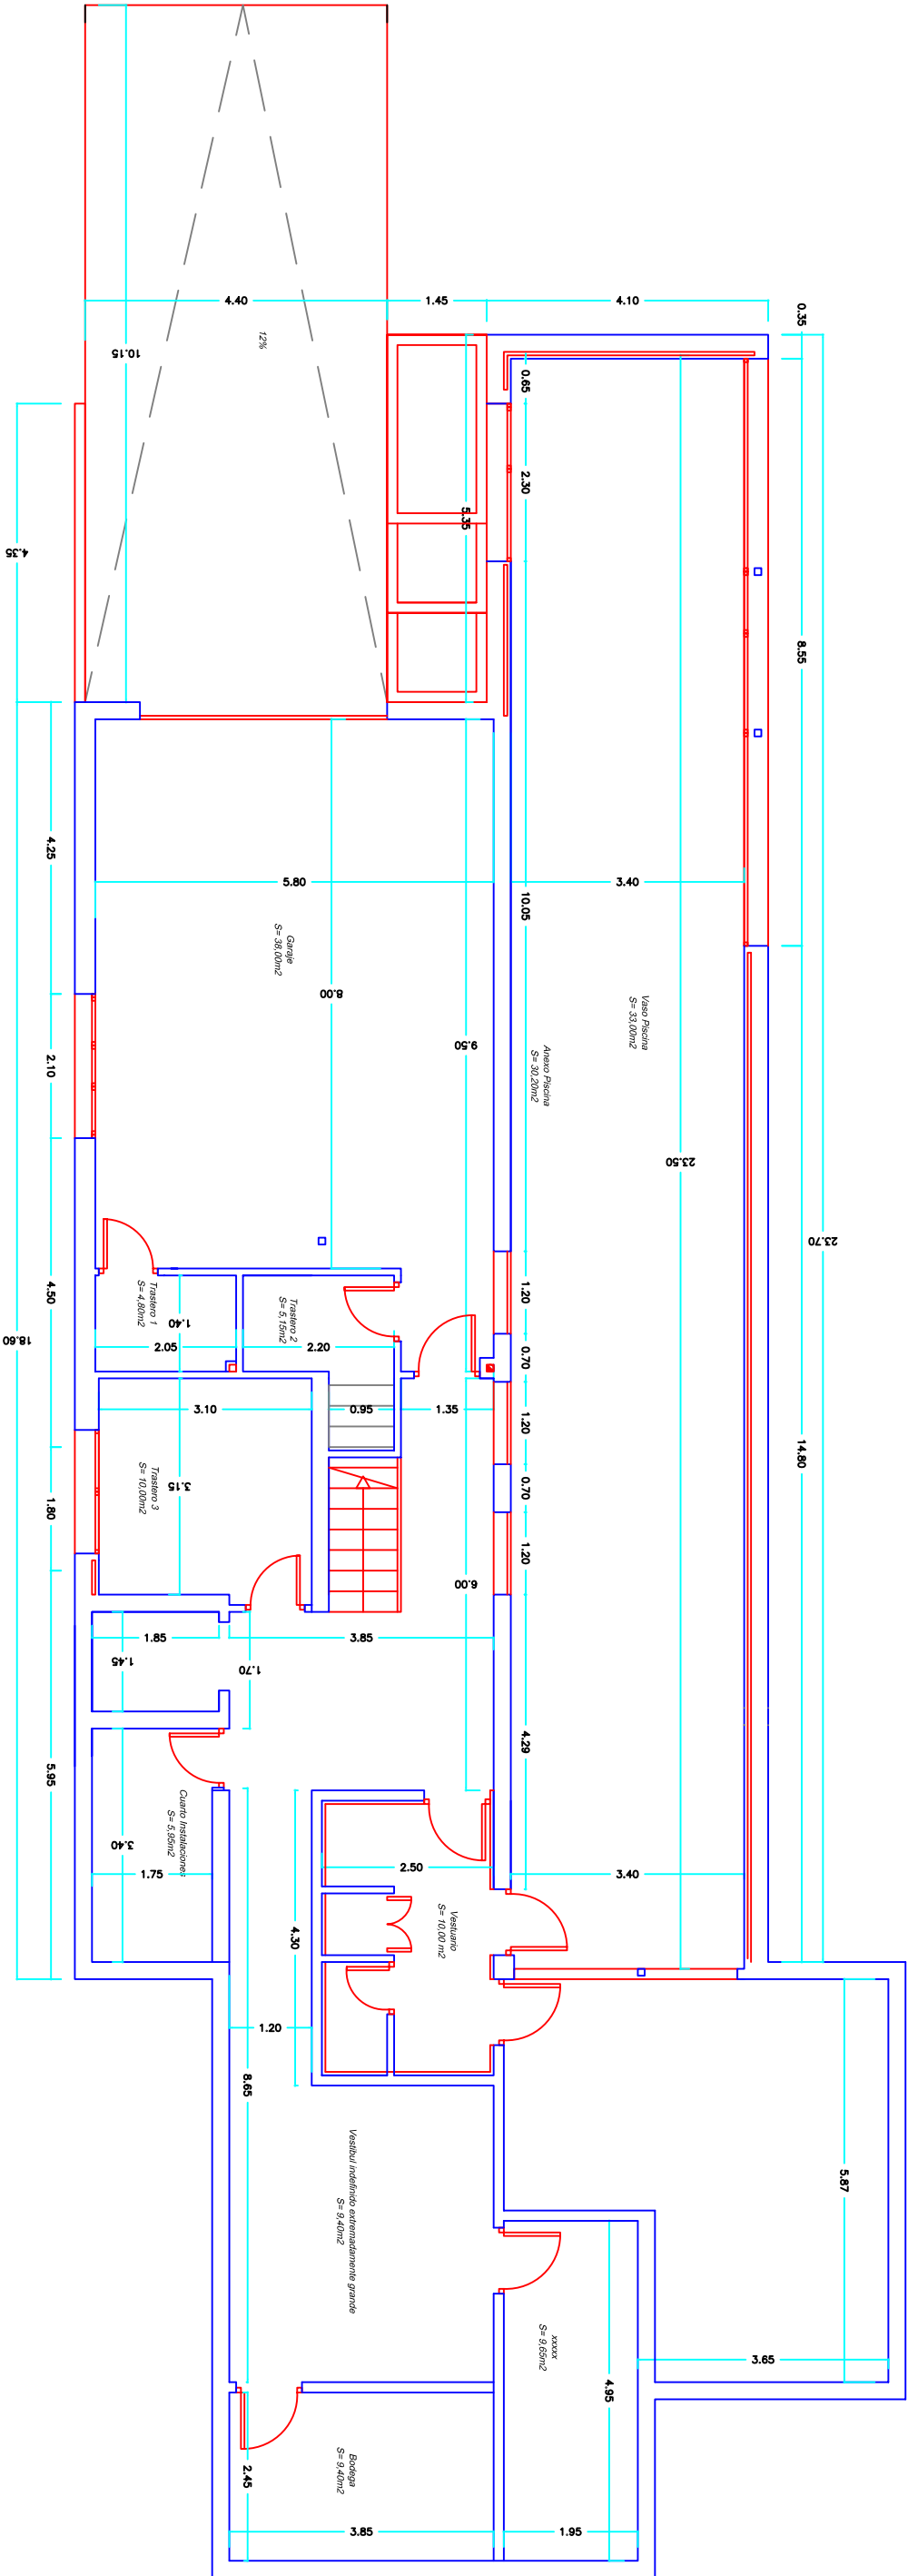 4.40
1.45
4.10
0.35
10.15
12%
0.65
2.30
5.35
4.35
8.55
4.25
5.80
3.40
10.05
Garaje
S= 38,00m2
8.00
9.50
Vaso Piscina
S= 33,00m2
Anexo Piscina
S= 30,20m2
2.10
23.50
23.70
4.50
Trastero 1
S= 4,80m2
1.40
Trastero 2
S= 5,15m2
1.20
18.60
2.05
2.20
0.70
3.10
0.95
1.35
1.20
14.80
Trastero 3
S= 10,00m2
3.15
0.70
1.80
1.20
6.00
1.85
3.85
1.45
1.70
4.29
5.95
Cuarto Instalaciones
S= 5,95m2
3.40
1.75
2.50
3.40
Vestuario
S= 10,00 m2
4.30
1.20
8.65
5.87
Vestibul indefinido extremadamente grande
S= 9,40m2
xxxxx
S= 9,65m2
3.65
4.95
Bodega
S= 9,40m2
2.45
3.85
1.95